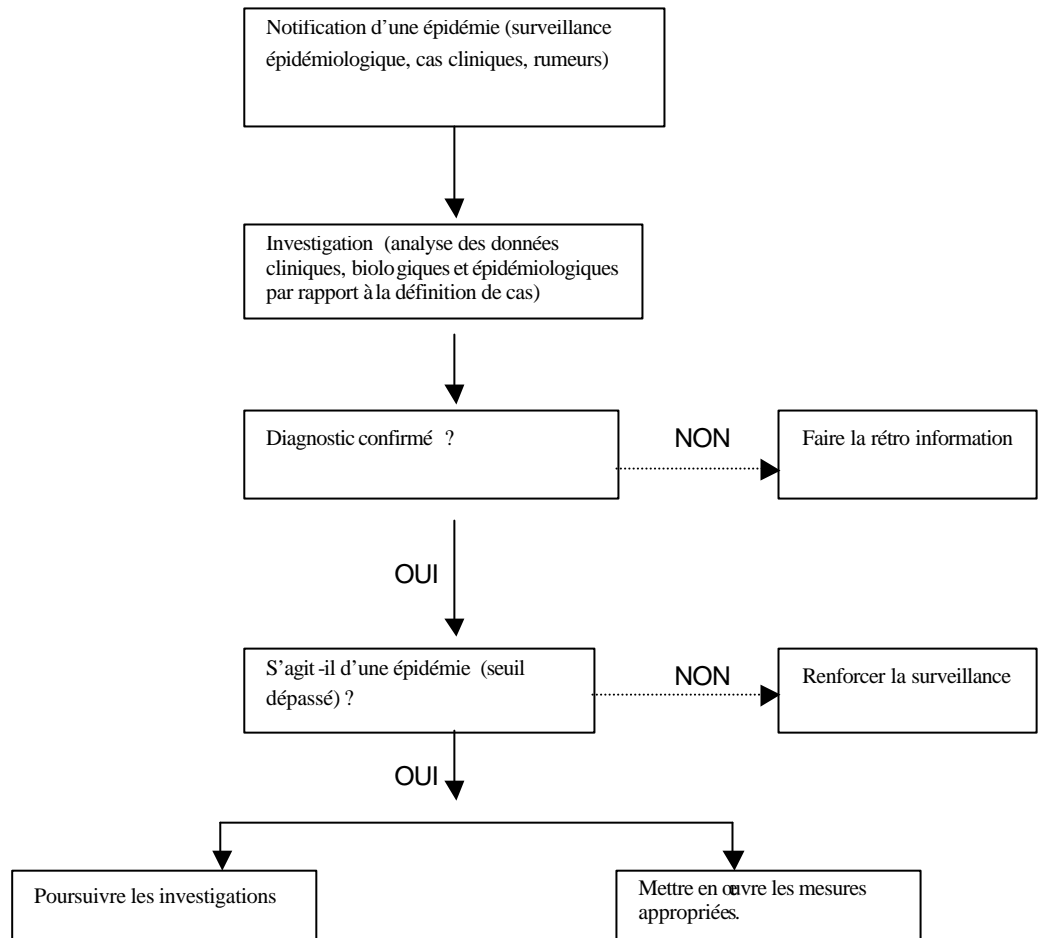 Notification d'une épidémie (surveillance
épidémiologique, cas cliniques, rumeurs)
Investigation (analyse des données
cliniques, biologiques et épidémiologiques
par rapport à la définition de cas)
Diagnostic confirmé ?
NON
Faire la rétro information
OUI
S'agit-il d'une épidémie (seuil
dépassé) ?
NON
Renforcer la surveillance
OUI
Poursuivre les investigations
Mettre en œuvre les mesures
appropriées.